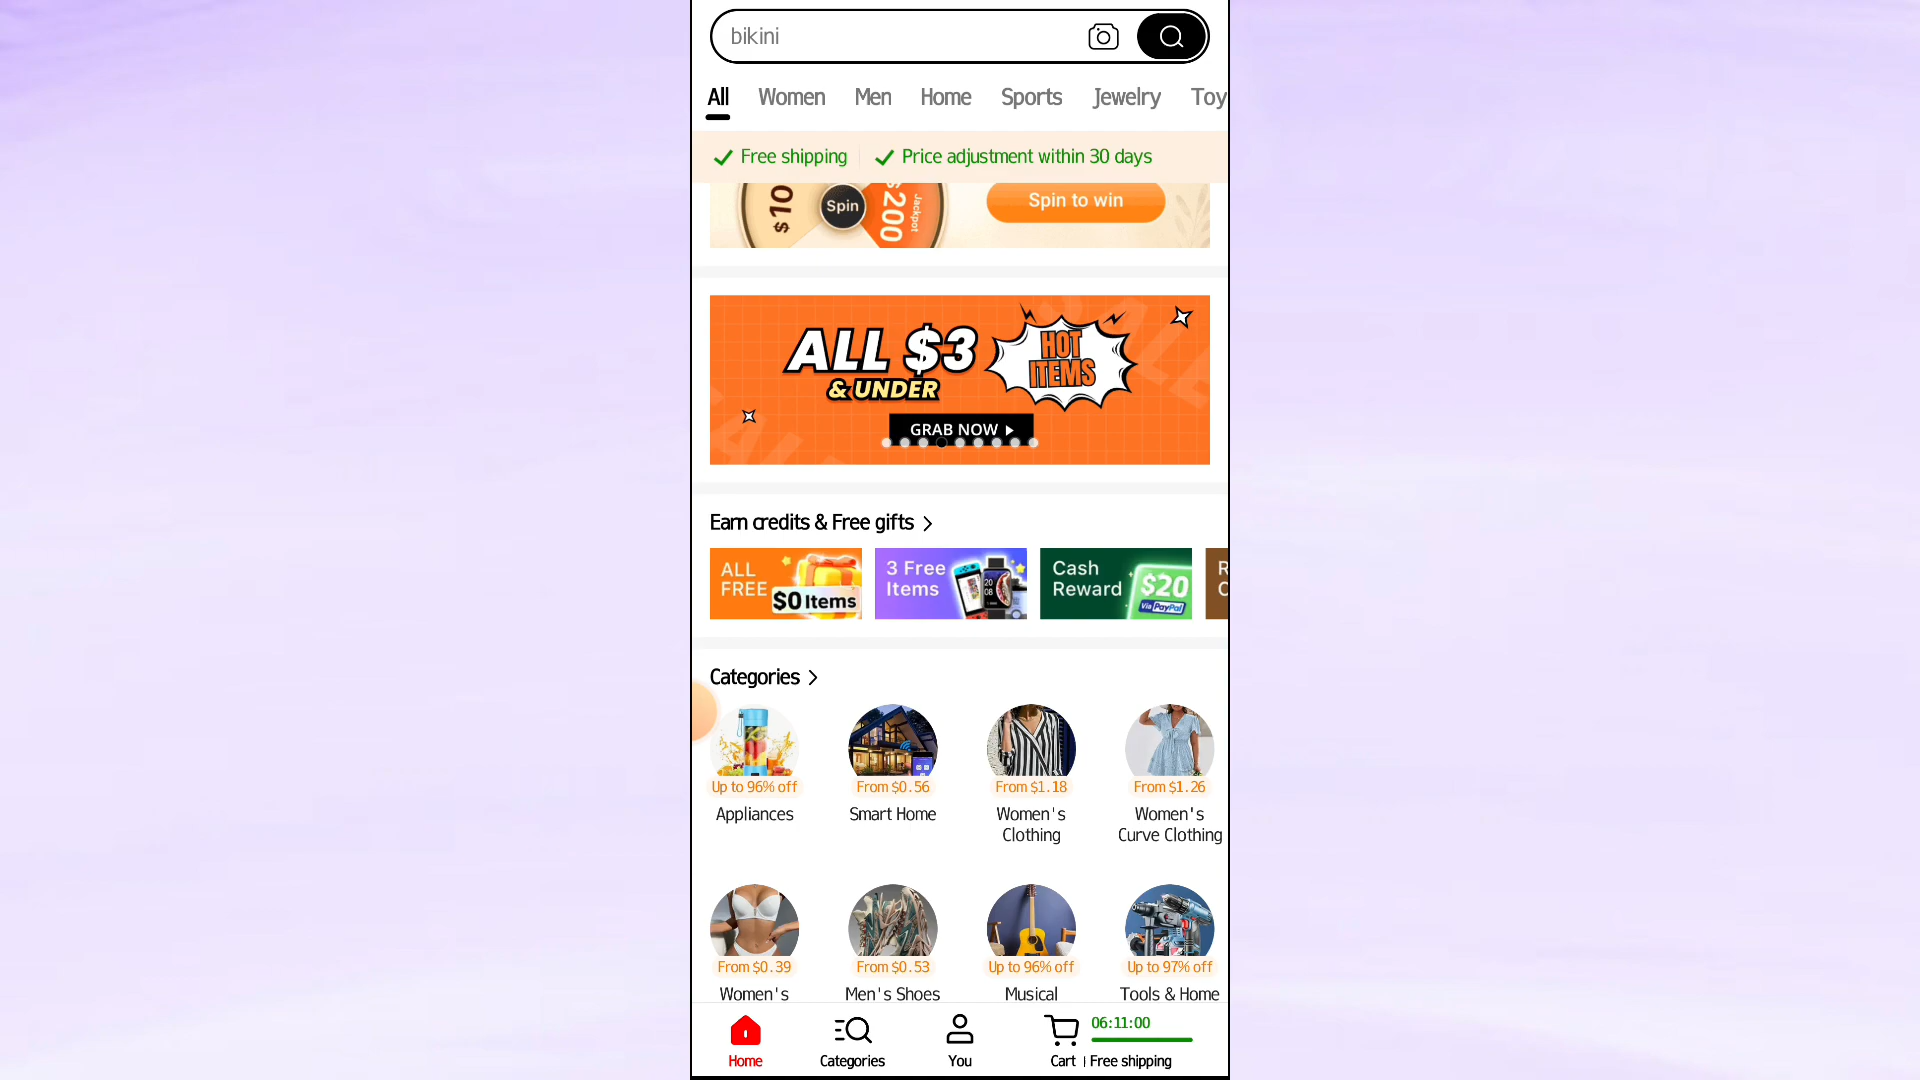 bikini
All Women Men Home Sports Jewelry Toy
Free shipping Price adjustment within 30 days
$10 Spin $200 Jackpot Spin to win
ALL $3 HOT
& UNDER ITEMS
GRAB NOW
Earn credits & Free gifts
ALL FREE $0 Items
3 Free Items
Cash Reward $20 Via PayPal
R
C
Categories
Up to 96% off From $0.56 From $1.18 From $1.26
Appliances Smart Home Women's Clothing Women's Curve Clothing
From $0.39 From $0.53 Up to 96% off Up to 97% off
Women's Men's Shoes Musical Tools & Home
06:11:00
Home Categories You Cart Free shipping